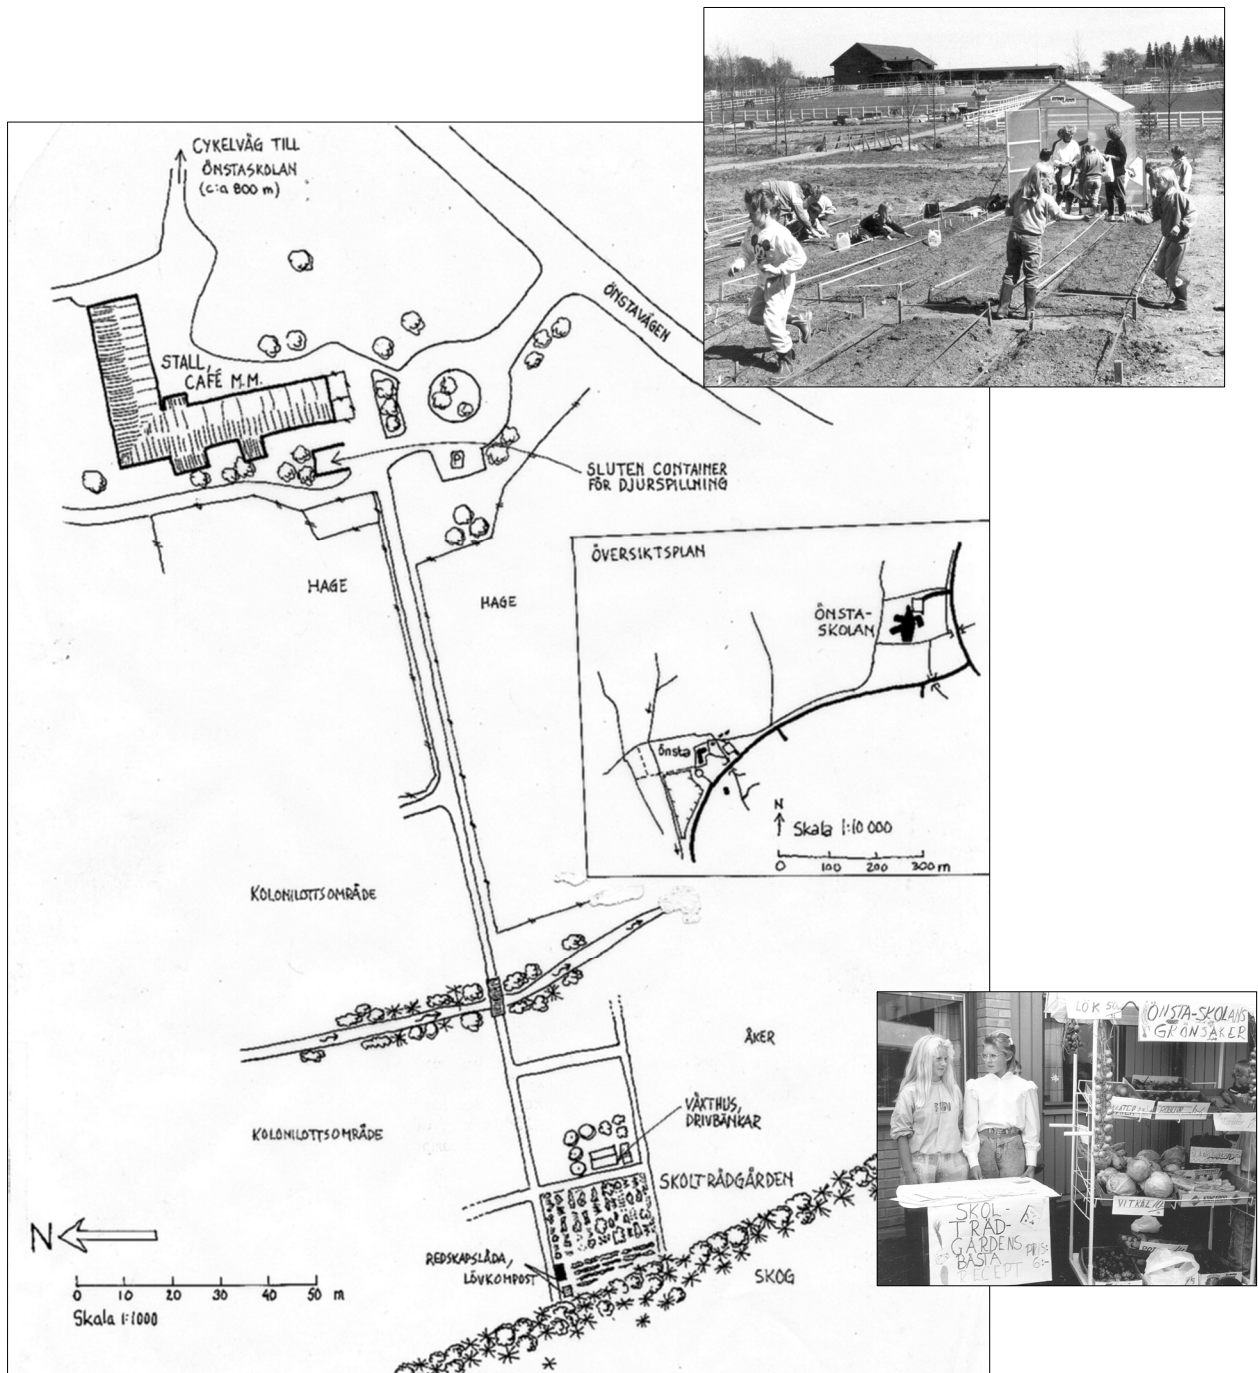 CYKELVÄG TILL
ÖNSTASKOLAN
(c:a 800 m)
ÖNSTAVÄGEN
STALL,
CAFÉ M.M.
P
SLUTEN CONTAINER
FÖR DJURSPILLNING
HAGE
HAGE
ÖVERSIKTSPLAN
ÖNSTA-
SKOLAN
Önsta
N
Skala 1:10 000
0 100 200 300 m
KOLONILOTTSOMRÅDE
ÅKER
KOLONILOTTSOMRÅDE
VÄXTHUS,
DRIVBÄNKAR
SKOLTRÄDGÅRDEN
N
REDSKAPSLÅDA,
LÖVKOMPOST
SKOG
0 10 20 30 40 50 m
Skala 1:1000
LÖK
ÖNSTA-SKOLANS
GRÖNSAKER
VITKÅL
SKOL-
TRÄD-
GÅRDENS
BÄSTA
RECEPT
6:-